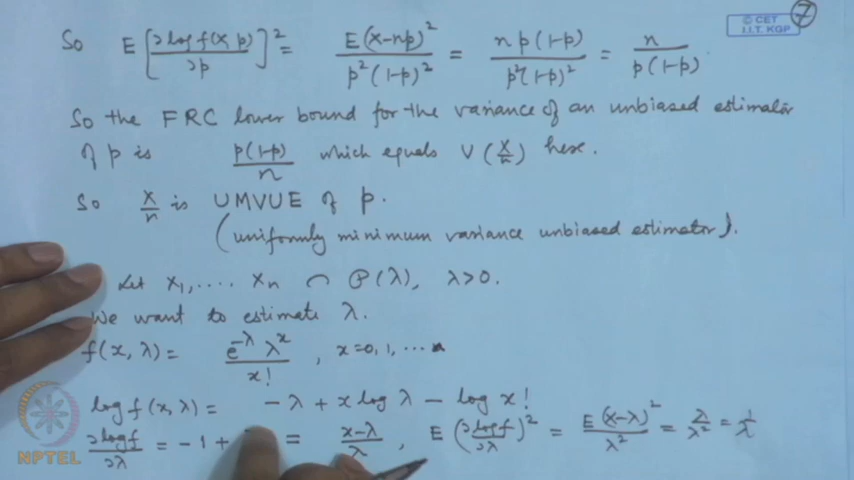 7
© CET
I.I.T. KGP
So E[∂log f(x p)/∂p]² = E(x-np)²/p²(1-p)² = np(1-p)/p²(1-p)² = n/p(1-p).
So the FRC lower bound for the variance of an unbiased estimator
of p is p(1-p)/n which equals V(X/n) here.
So X/n is UMVUE of p.
(uniformly minimum variance unbiased estimator).
Let X₁, .... Xₙ ∩ P(λ), λ>0.
We want to estimate λ.
f(x, λ) = e^-λ λ^x/x!, x=0, 1, ...
log f(x, λ) = -λ + x log λ - log x!
∂log f/∂λ = -1 + = x-λ/λ, E(∂log f/∂λ)² = E(X-λ)²/λ² = λ/λ² = 1/λ
NPTEL